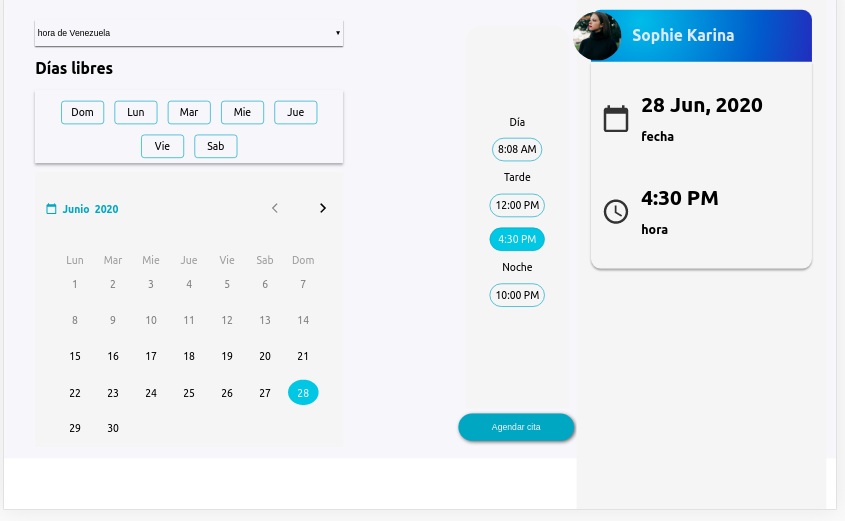 hora de Venezuela
Días libres
Dom Lun Mar Mie Jue
Vie Sab
Junio 2020
Lun Mar Mie Jue Vie Sab Dom
1 2 3 4 5 6 7
8 9 10 11 12 13 14
15 16 17 18 19 20 21
22 23 24 25 26 27 28
29 30
Día
8:08 AM
Tarde
12:00 PM
4:30 PM
Noche
10:00 PM
Agendar cita
Sophie Karina
28 Jun, 2020
fecha
4:30 PM
hora